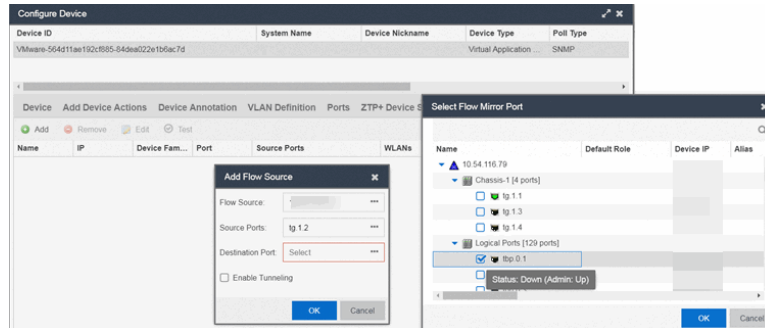 Configure Device
Device ID System Name Device Nickname Device Type Poll Type
VMware-564d11ae192cf885-84dea022e1b6ac7d Virtual Application ... SNMP
Device Add Device Actions Device Annotation VLAN Definition Ports ZTP+ Device S
Add Remove Edit Test
Name IP Device Fam... Port Source Ports WLANs
Add Flow Source
Flow Source:
Source Ports: tg.1.2
Destination Port: Select
Enable Tunneling
OK Cancel
Select Flow Mirror Port
Name Default Role Device IP Alias
10.54.116.79
Chassis-1 [4 ports]
tg.1.1
tg.1.3
tg.1.4
Logical Ports [129 ports]
tbp.0.1
Status: Down (Admin: Up)
OK Cancel